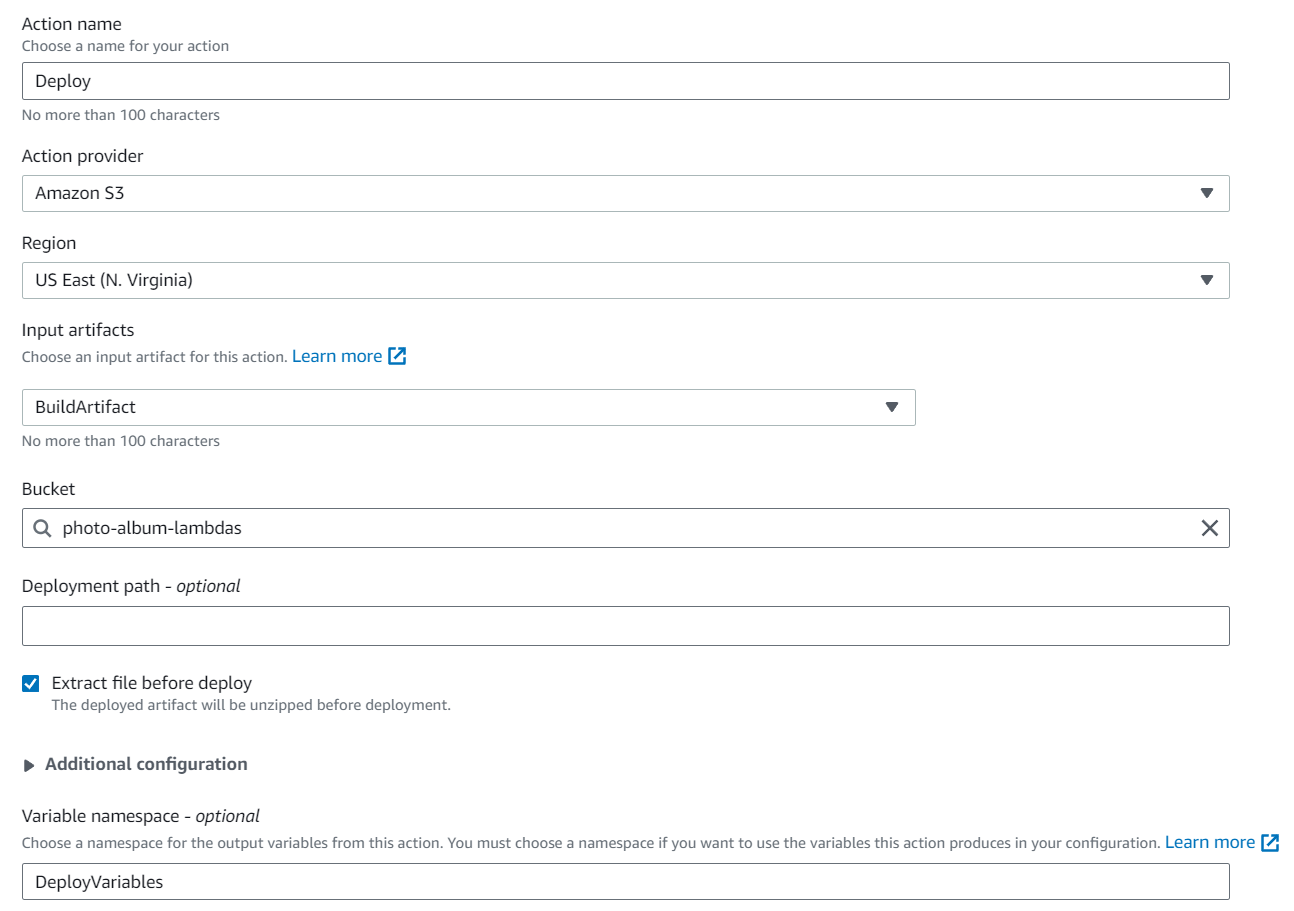 Action name
Choose a name for your action
Deploy
No more than 100 characters
Action provider
Amazon S3
Region
US East (N. Virginia)
Input artifacts
Choose an input artifact for this action. Learn more
BuildArtifact
No more than 100 characters
Bucket
photo-album-lambdas
Deployment path - optional
Extract file before deploy
The deployed artifact will be unzipped before deployment.
Additional configuration
Variable namespace - optional
Choose a namespace for the output variables from this action. You must choose a namespace if you want to use the variables this action produces in your configuration. Learn more
DeployVariables